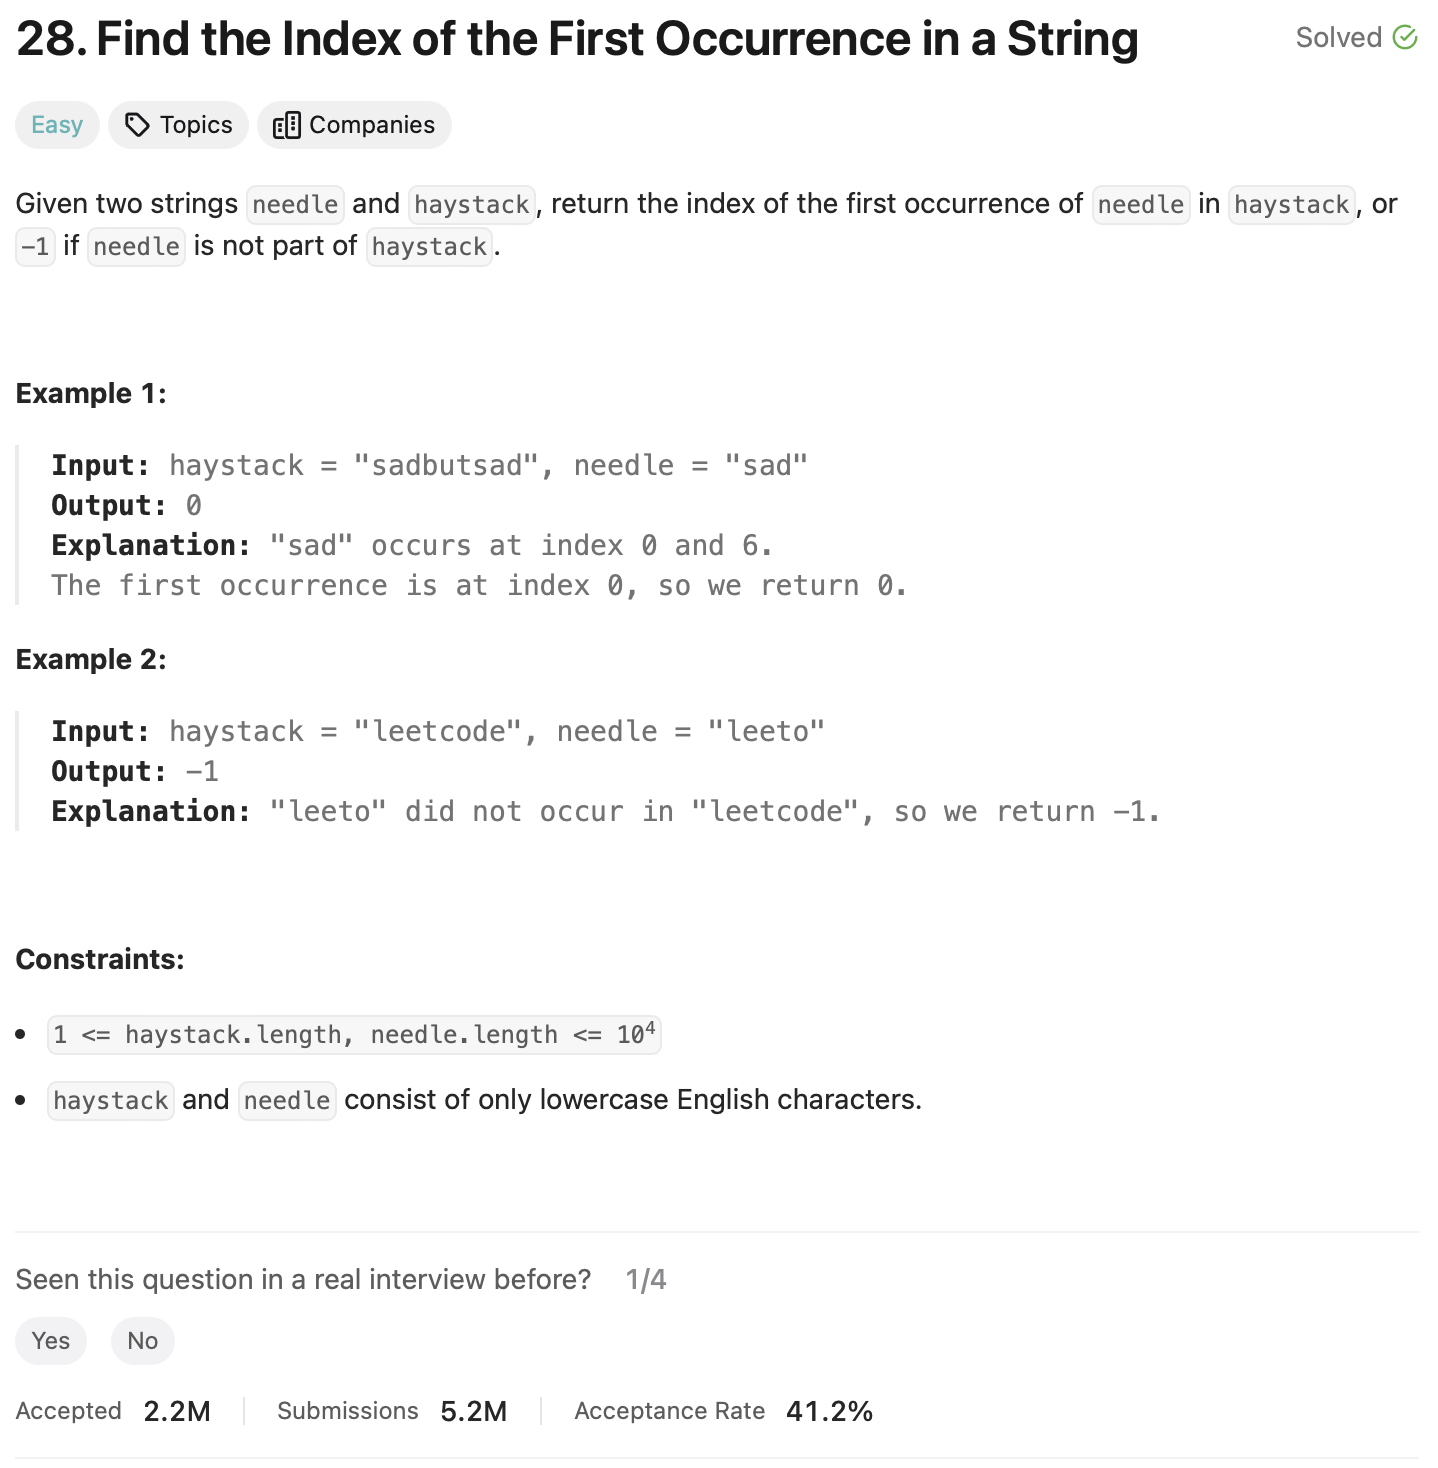 28. Find the Index of the First Occurrence in a String
Solved
Easy
Topics
Companies
Given two strings needle and haystack, return the index of the first occurrence of needle in haystack, or
-1 if needle is not part of haystack.
Example 1:
Input: haystack = "sadbutsad", needle = "sad"
Output: 0
Explanation: "sad" occurs at index 0 and 6.
The first occurrence is at index 0, so we return 0.
Example 2:
Input: haystack = "leetcode", needle = "leeto"
Output: -1
Explanation: "leeto" did not occur in "leetcode", so we return -1.
Constraints:
• 1 <= haystack.length, needle.length <= 10⁴
• haystack and needle consist of only lowercase English characters.
Seen this question in a real interview before? 1/4
Yes No
Accepted 2.2M Submissions 5.2M Acceptance Rate 41.2%